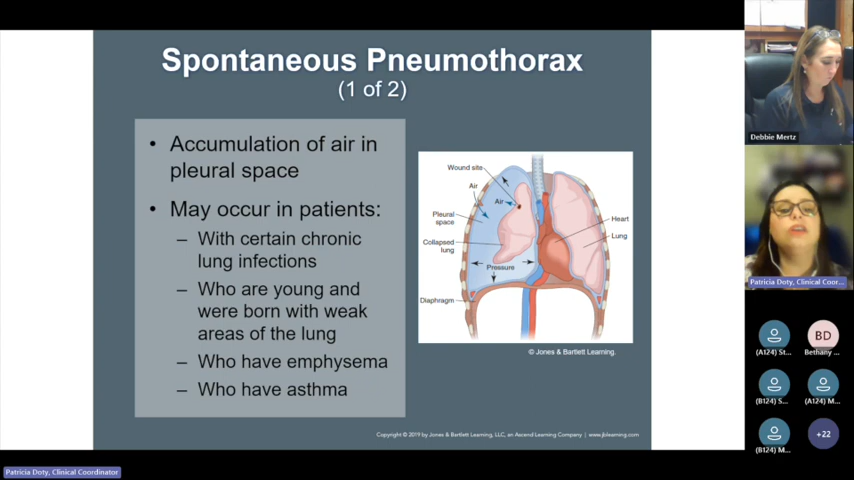 Spontaneous Pneumothorax
(1 of 2)
• Accumulation of air in
pleural space
• May occur in patients:
– With certain chronic
lung infections
– Who are young and
were born with weak
areas of the lung
– Who have emphysema
– Who have asthma
Wound site
Air
Air
Pleural
space
Collapsed
lung
Pressure
Diaphragm
Heart
Lung
© Jones & Bartlett Learning.
Copyright © 2019 by Jones & Bartlett Learning, LLC, an Ascend Learning Company | www.jblearning.com
Debbie Mertz
Patricia Doty, Clinical Coor...
(A124) St...
BD
Bethany ...
(B124) S...
(A124) M...
(B124) M...
+22
Patricia Doty, Clinical Coordinator